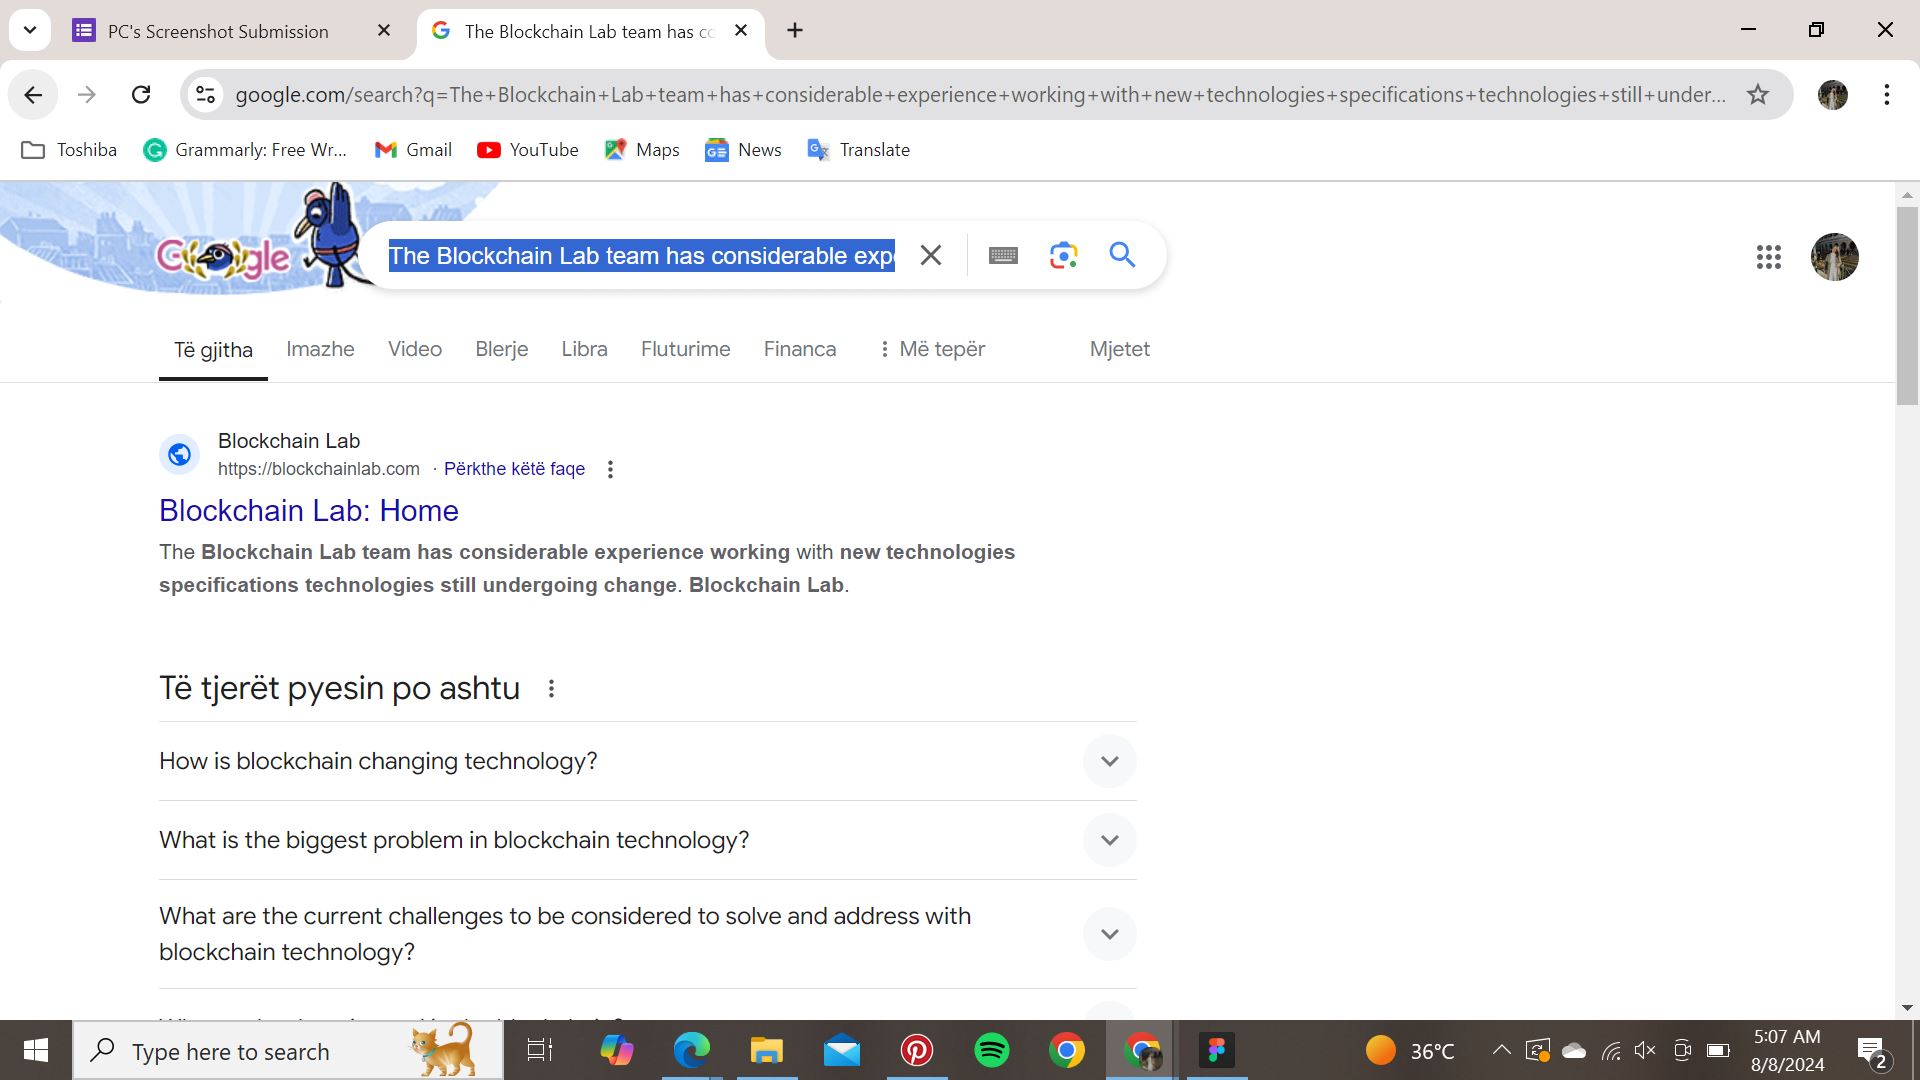 PC's Screenshot Submission
The Blockchain Lab team has co
google.com/search?q=The+Blockchain+Lab+team+has+considerable+experience+working+with+new+technologies+specifications+technologies+still+under...
Toshiba
Grammarly: Free Wr...
Gmail
YouTube
Maps
News
Translate
Google
The Blockchain Lab team has considerable exp
Të gjitha
Imazhe
Video
Blerje
Libra
Fluturime
Financa
Më tepër
Mjetet
Blockchain Lab
https://blockchainlab.com · Përkthe këtë faqe
Blockchain Lab: Home
The Blockchain Lab team has considerable experience working with new technologies
specifications technologies still undergoing change. Blockchain Lab.
Të tjerët pyesin po ashtu
How is blockchain changing technology?
What is the biggest problem in blockchain technology?
What are the current challenges to be considered to solve and address with
blockchain technology?
Type here to search
36°C
5:07 AM
8/8/2024
2